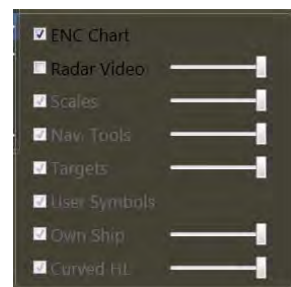 ENC Chart
Radar Video
Scales
Nav. Tools
Targets
User Symbols
Own Ship
Curved HL